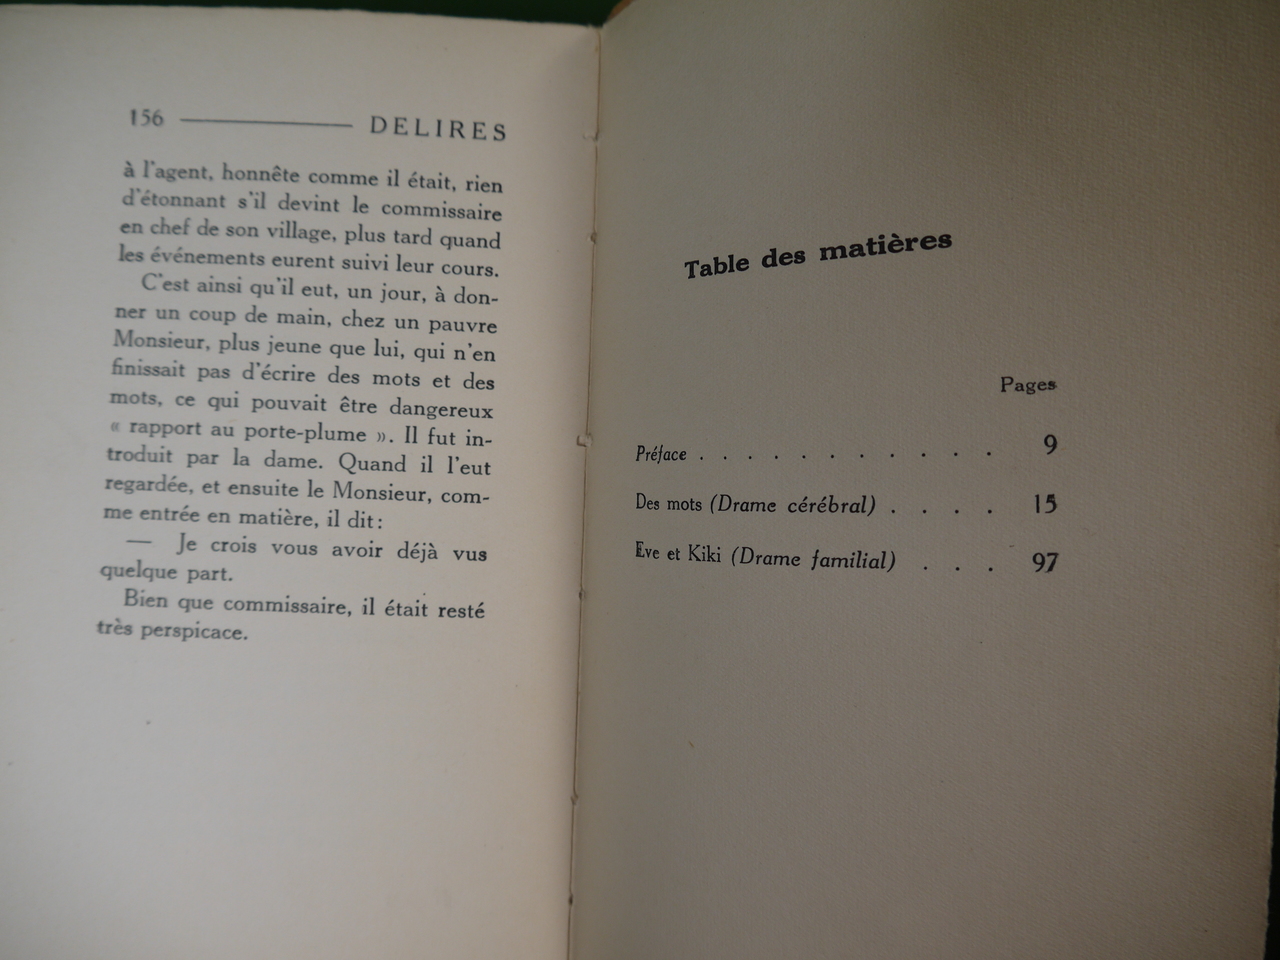 156 DELIRES
à l'agent, honnête comme il était, rien
d'étonnant s'il devint le commissaire
en chef de son village, plus tard quand
les événements eurent suivi leur cours.
C'est ainsi qu'il eut, un jour, à don-
ner un coup de main, chez un pauvre
Monsieur, plus jeune que lui, qui n'en
finissait pas d'écrire des mots et des
mots, ce qui pouvait être dangereux
« rapport au porte-plume ». Il fut in-
troduit par la dame. Quand il l'eut
regardée, et ensuite le Monsieur, com-
me entrée en matière, il dit :
— Je crois vous avoir déjà vus
quelque part.
Bien que commissaire, il était resté
très perspicace.
Table des matières
Pages
Préface . . . . . . . . . . . 9
Des mots (Drame cérébral) . . . . 15
Eve et Kiki (Drame familial) . . . 97